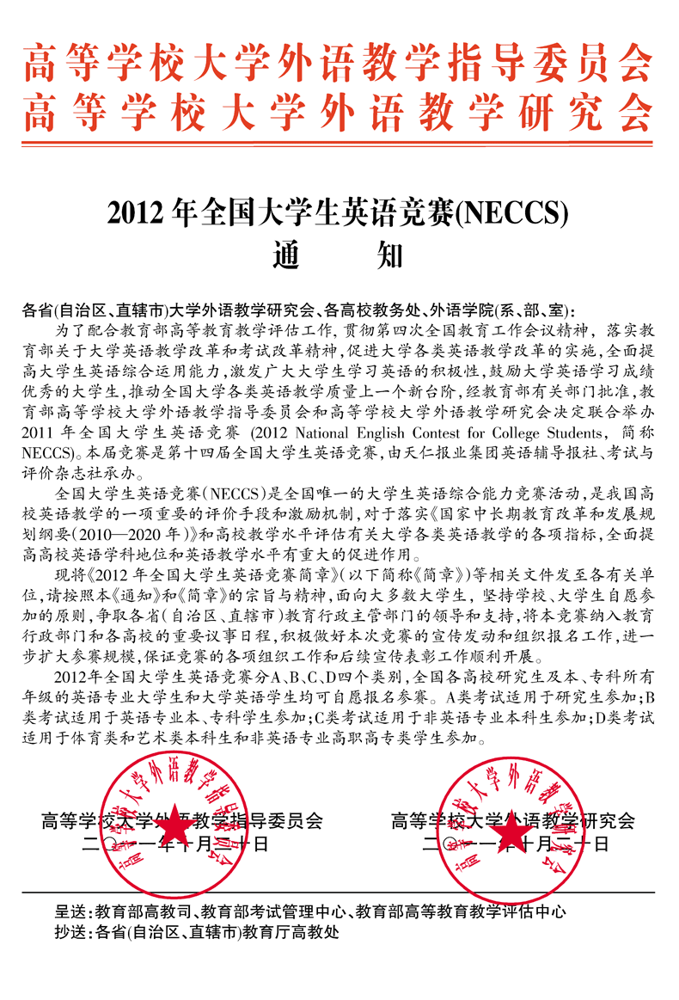 高等学校大学外语教学指导委员会
高等学校大学外语教学研究会
2012 年全国大学生英语竞赛(NECCS)
通 知
各省(自治区、直辖市)大学外语教学研究会、各高校教务处、外语学院(系、部、室):
为了配合教育部高等教育教学评估工作, 贯彻第四次全国教育工作会议精神, 落实教
育部关于大学英语教学改革和考试改革精神,促进大学各类英语教学改革的实施,全面提
高大学生英语综合运用能力,激发广大大学生学习英语的积极性,鼓励大学英语学习成绩
优秀的大学生,推动全国大学各类英语教学质量上一个新台阶,经教育部有关部门批准,教
育部高等学校大学外语教学指导委员会和高等学校大学外语教学研究会决定联合举办
2011 年全国大学生英语竞赛 (2012 National English Contest for College Students, 简称
NECCS)。本届竞赛是第十四届全国大学生英语竞赛,由天仁报业集团英语辅导报社、考试与
评价杂志社承办。
全国大学生英语竞赛(NECCS)是全国唯一的大学生英语综合能力竞赛活动,是我国高
校英语教学的一项重要的评价手段和激励机制,对于落实《国家中长期教育改革和发展规
划纲要(2010—2020 年)》和高校教学水平评估有关大学各类英语教学的各项指标,全面提
高高校英语学科地位和英语教学水平有重大的促进作用。
现将《2012 年全国大学生英语竞赛简章》(以下简称《简章》)等相关文件发至各有关单
位,请按照本《通知》和《简章》的宗旨与精神,面向大多数大学生, 坚持学校、大学生自愿参
加的原则,争取各省(自治区、直辖市)教育行政主管部门的领导和支持,将本竞赛纳入教育
行政部门和各高校的重要议事日程,积极做好本次竞赛的宣传发动和组织报名工作,进一
步扩大参赛规模,保证竞赛的各项组织工作和后续宣传表彰工作顺利开展。
2012年全国大学生英语竞赛分A、B、C、D四个类别,全国各高校研究生及本、专科所有
年级的英语专业大学生和大学英语学生均可自愿报名参赛。A类考试适用于研究生参加;B
类考试适用于英语专业本、专科学生参加;C类考试适用于非英语专业本科生参加;D类考试
适用于体育类和艺术类本科生和非英语专业高职高专类学生参加。
高等学校大学外语教学指导委员会
二〇一一年十月二十日
高等学校大学外语教学指导委员会
高等学校大学外语教学研究会
二〇一一年十月二十日
高等学校大学外语教学研究会
呈送:教育部高教司、教育部考试管理中心、教育部高等教育教学评估中心
抄送:各省(自治区、直辖市)教育厅高教处